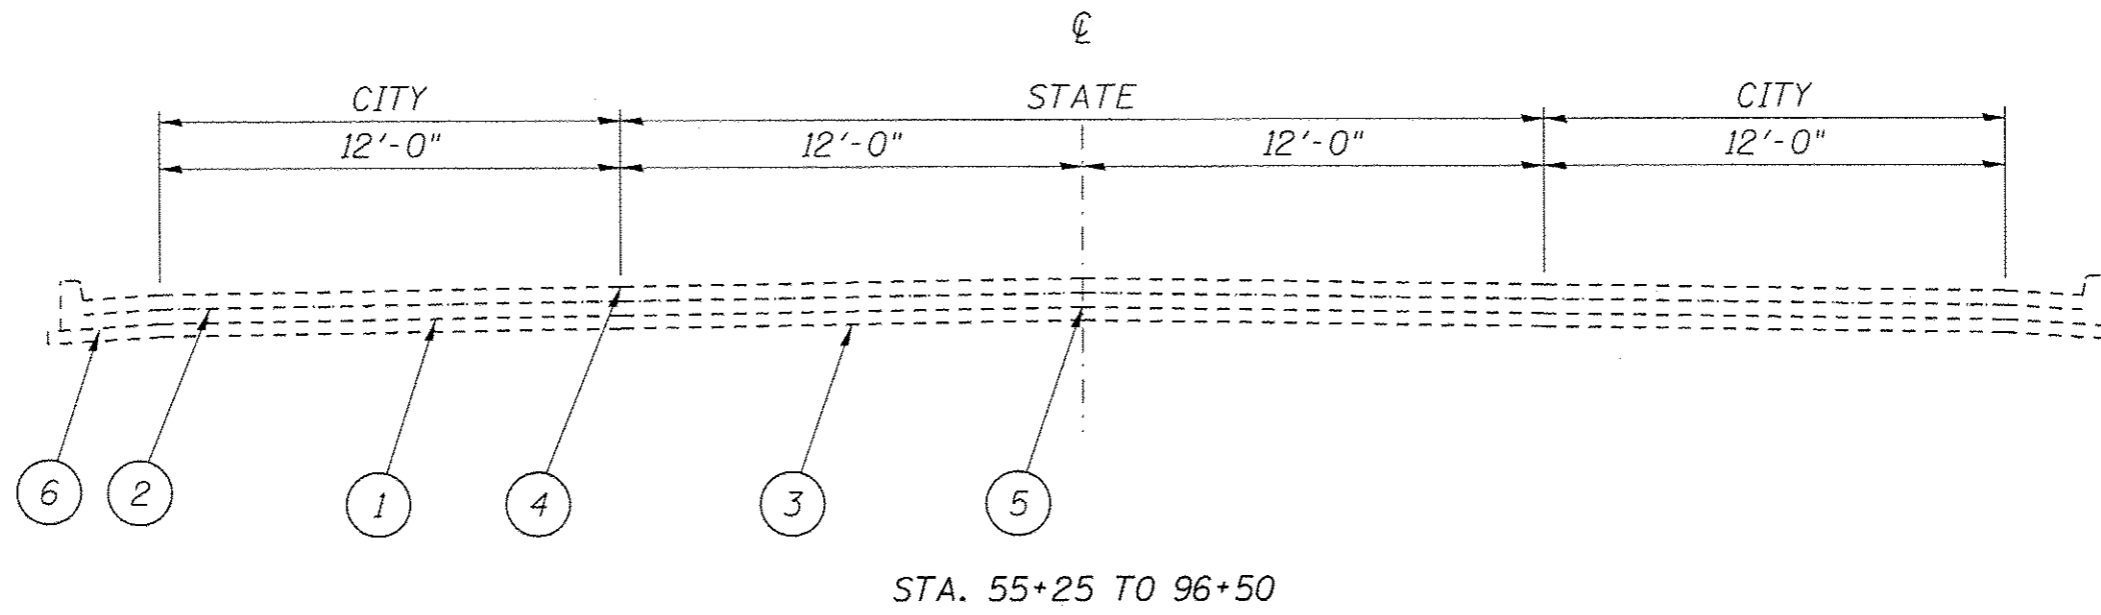 ℄
CITY STATE CITY
12'-0" 12'-0" 12'-0" 12'-0"
6 2 1 4 3 5
STA. 55+25 TO 96+50